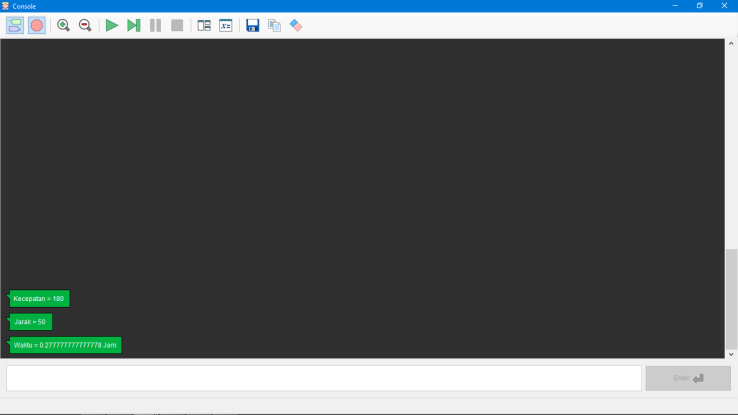 Console
Kecepatan = 180
Jarak = 50
Waktu = 0.277777777777778 Jam
Enter